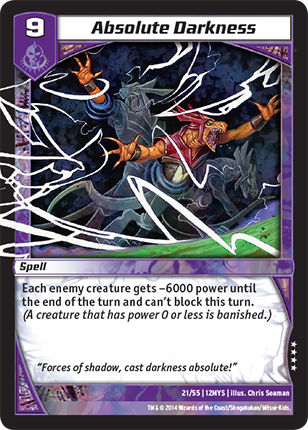 9
Absolute Darkness
Spell
Each enemy creature gets −6000 power until
the end of the turn and can't block this turn.
(A creature that has power 0 or less is banished.)
"Forces of shadow, cast darkness absolute!"
21/55 | 12MYS | Illus. Chris Seaman
TM & © 2014 Wizards of the Coast/Shogakukan/Mitsui-Kids.